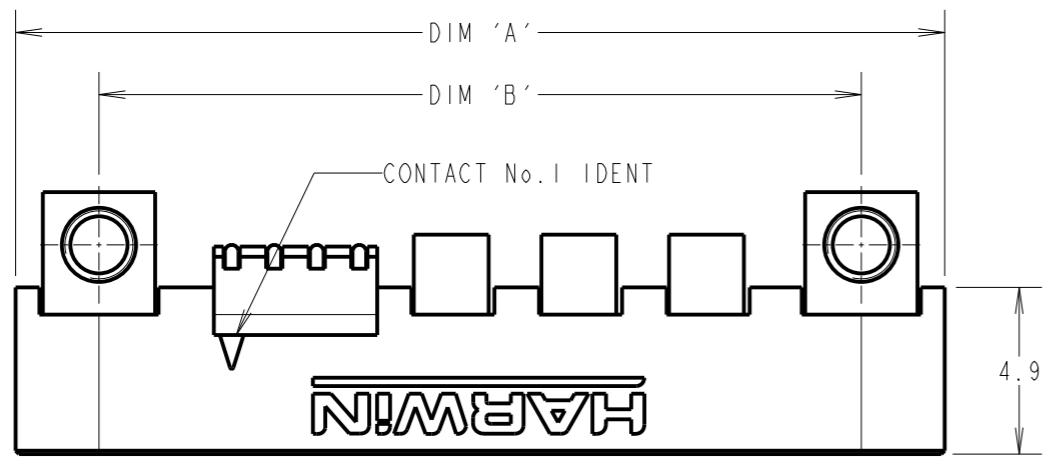 DIM 'A'
DIM 'B'
CONTACT No.1 IDENT
4.9
HARWiN